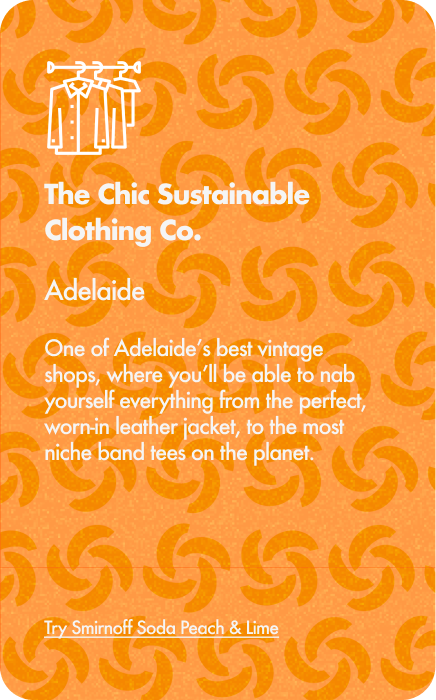 The Chic Sustainable
Clothing Co.
Adelaide
One of Adelaide's best vintage
shops, where you'll be able to nab
yourself everything from the perfect,
worn-in leather jacket, to the most
niche band tees on the planet.
Try Smirnoff Soda Peach & Lime